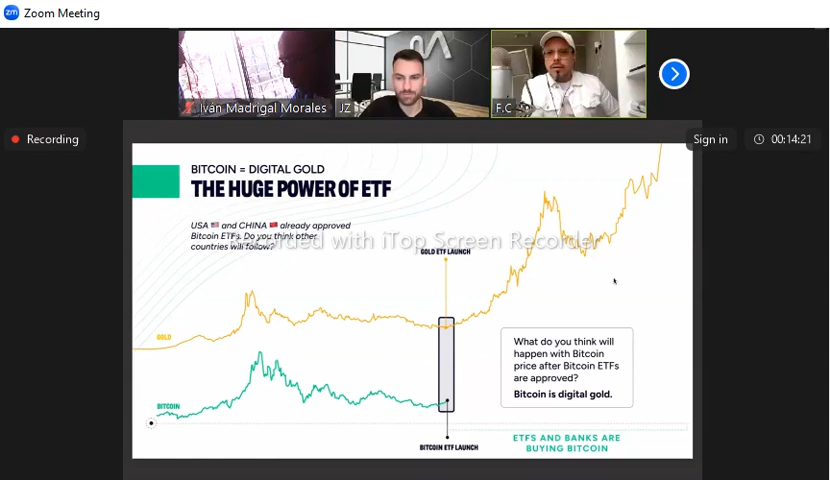 zm Zoom Meeting
Iván Madrigal Morales
JZ
F.C
Recording
Sign in
00:14:21
BITCOIN = DIGITAL GOLD
THE HUGE POWER OF ETF
USA 🇺🇸 and CHINA 🇨🇳 already approved
Bitcoin ETFs. Do you think other
countries will follow?
Recorded with iTop Screen Recorder
GOLD ETF LAUNCH
GOLD
What do you think will
happen with Bitcoin
price after Bitcoin ETFs
are approved?
Bitcoin is digital gold.
BITCOIN
BITCOIN ETF LAUNCH
ETFS AND BANKS ARE
BUYING BITCOIN